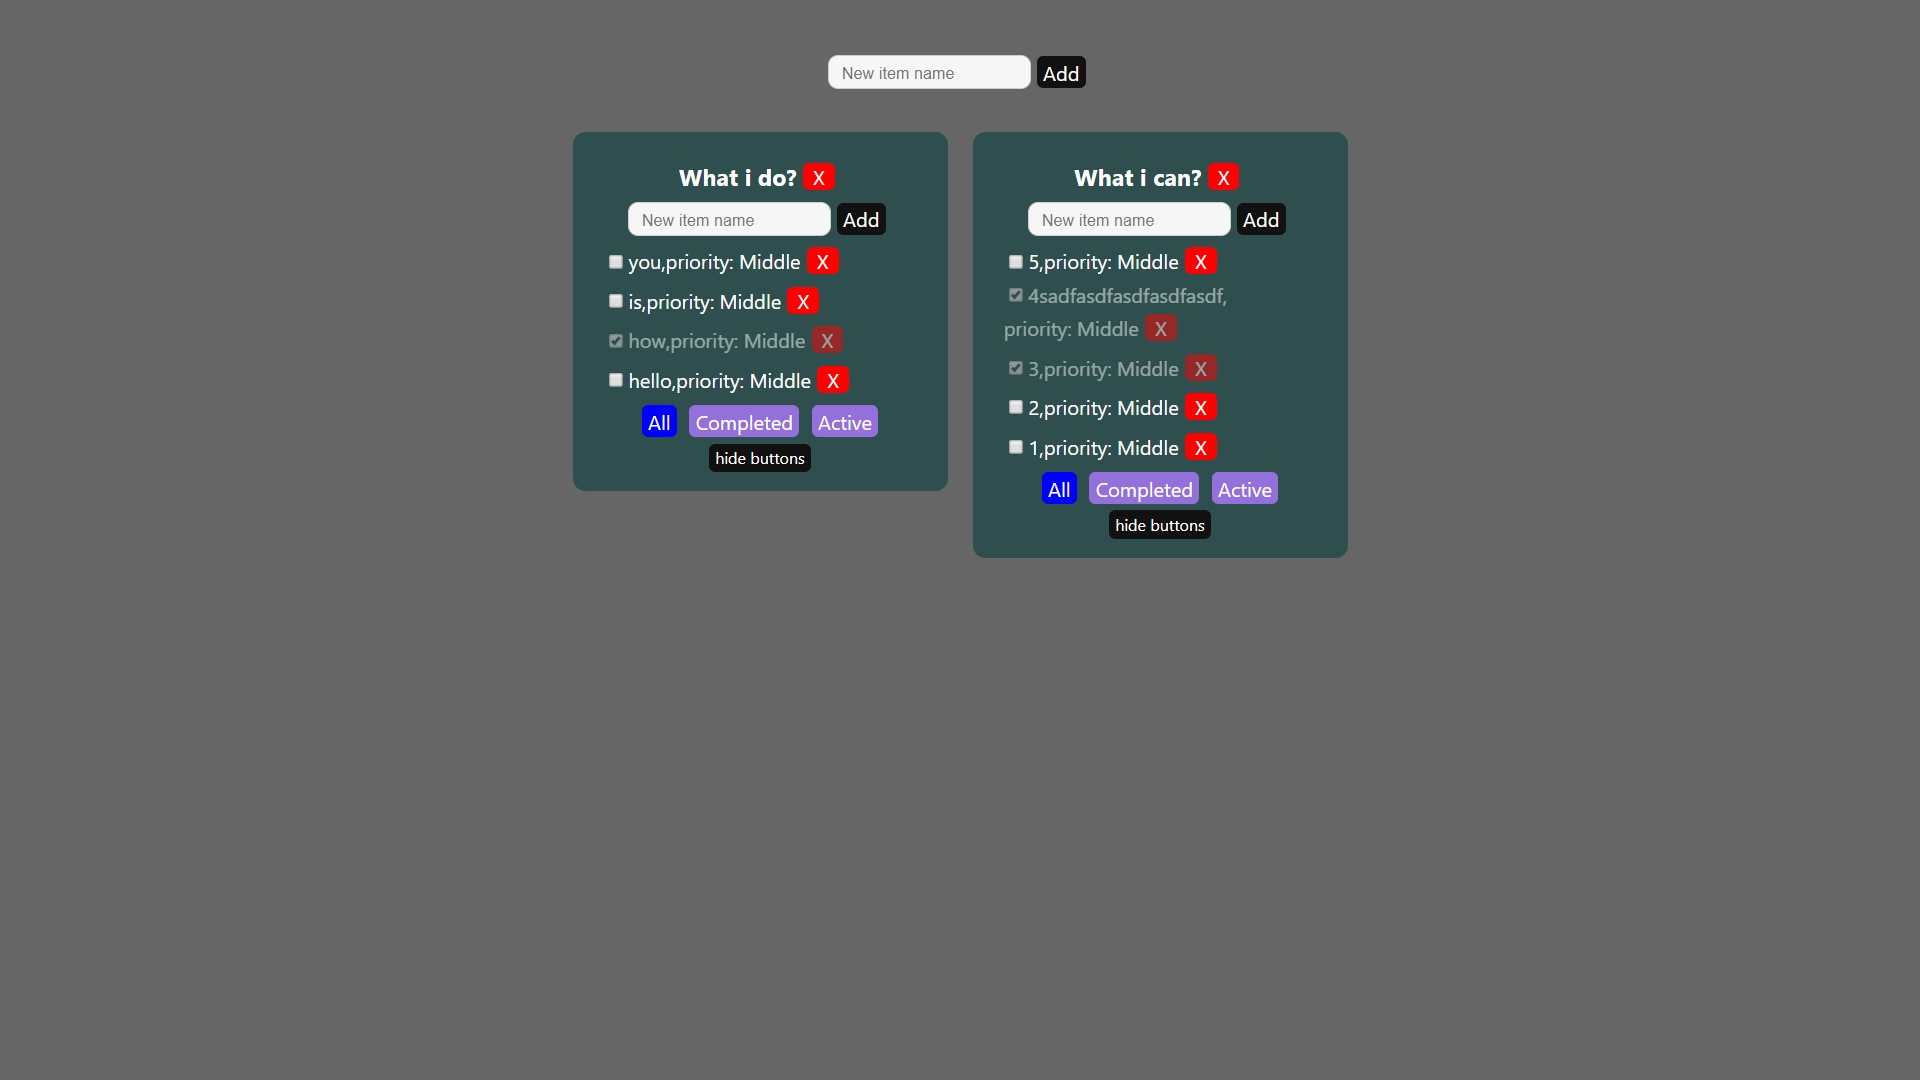 New item name Add
What i do? X
New item name Add
you,priority: Middle X
is,priority: Middle X
how,priority: Middle X
hello,priority: Middle X
All Completed Active
hide buttons
What i can? X
New item name Add
5,priority: Middle X
4sadfasdfasdfasdfasdf,
priority: Middle X
3,priority: Middle X
2,priority: Middle X
1,priority: Middle X
All Completed Active
hide buttons